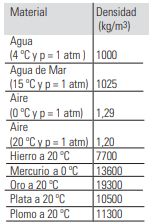 Material Densidad
(kg/m3)
Agua
(4 °C y p = 1 atm ) 1000
Agua de Mar
(15 °C y p = 1 atm) 1025
Aire
(0 °C y p = 1 atm) 1,29
Aire
(20 °C y p = 1 atm) 1,20
Hierro a 20 °C 7700
Mercurio a 0 °C 13600
Oro a 20 °C 19300
Plata a 20 °C 10500
Plomo a 20 °C 11300